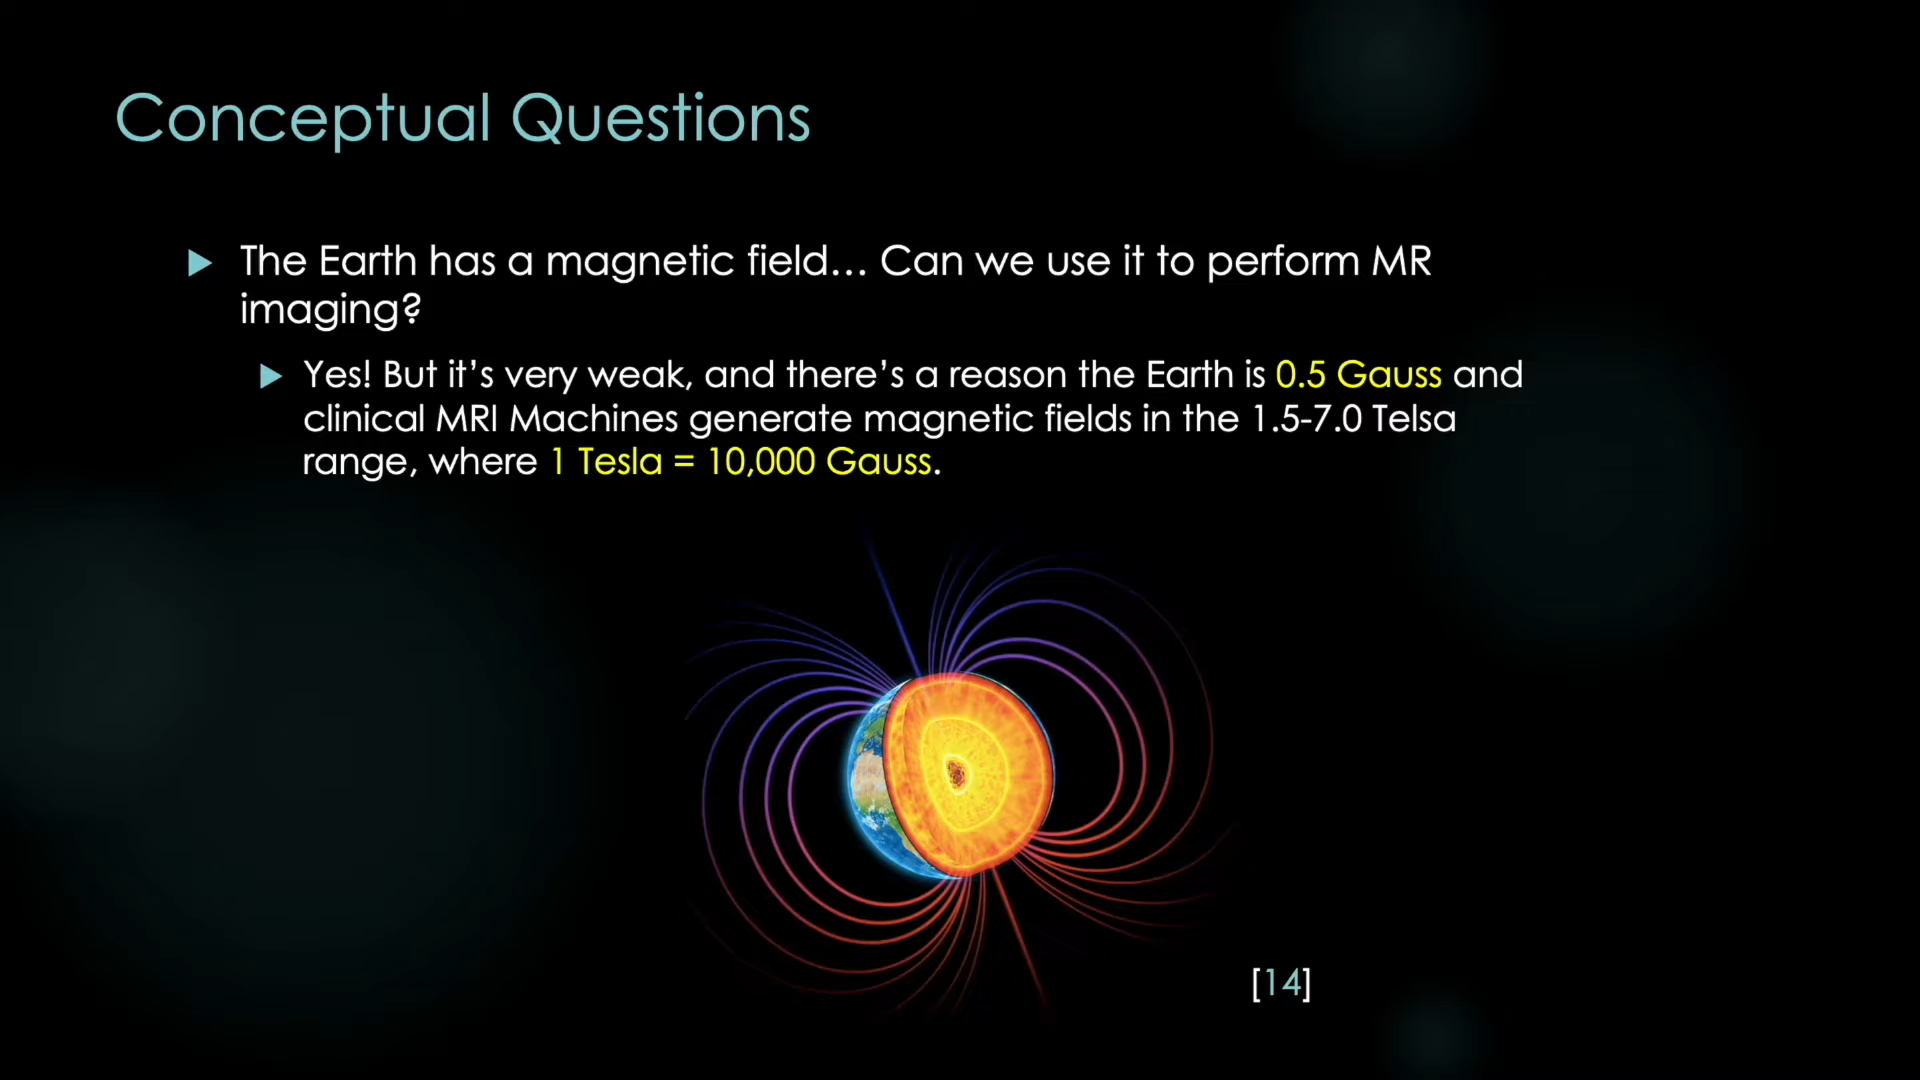 Conceptual Questions
The Earth has a magnetic field... Can we use it to perform MR
imaging?
Yes! But it's very weak, and there's a reason the Earth is 0.5 Gauss and
clinical MRI Machines generate magnetic fields in the 1.5-7.0 Telsa
range, where 1 Tesla = 10,000 Gauss.
[14]